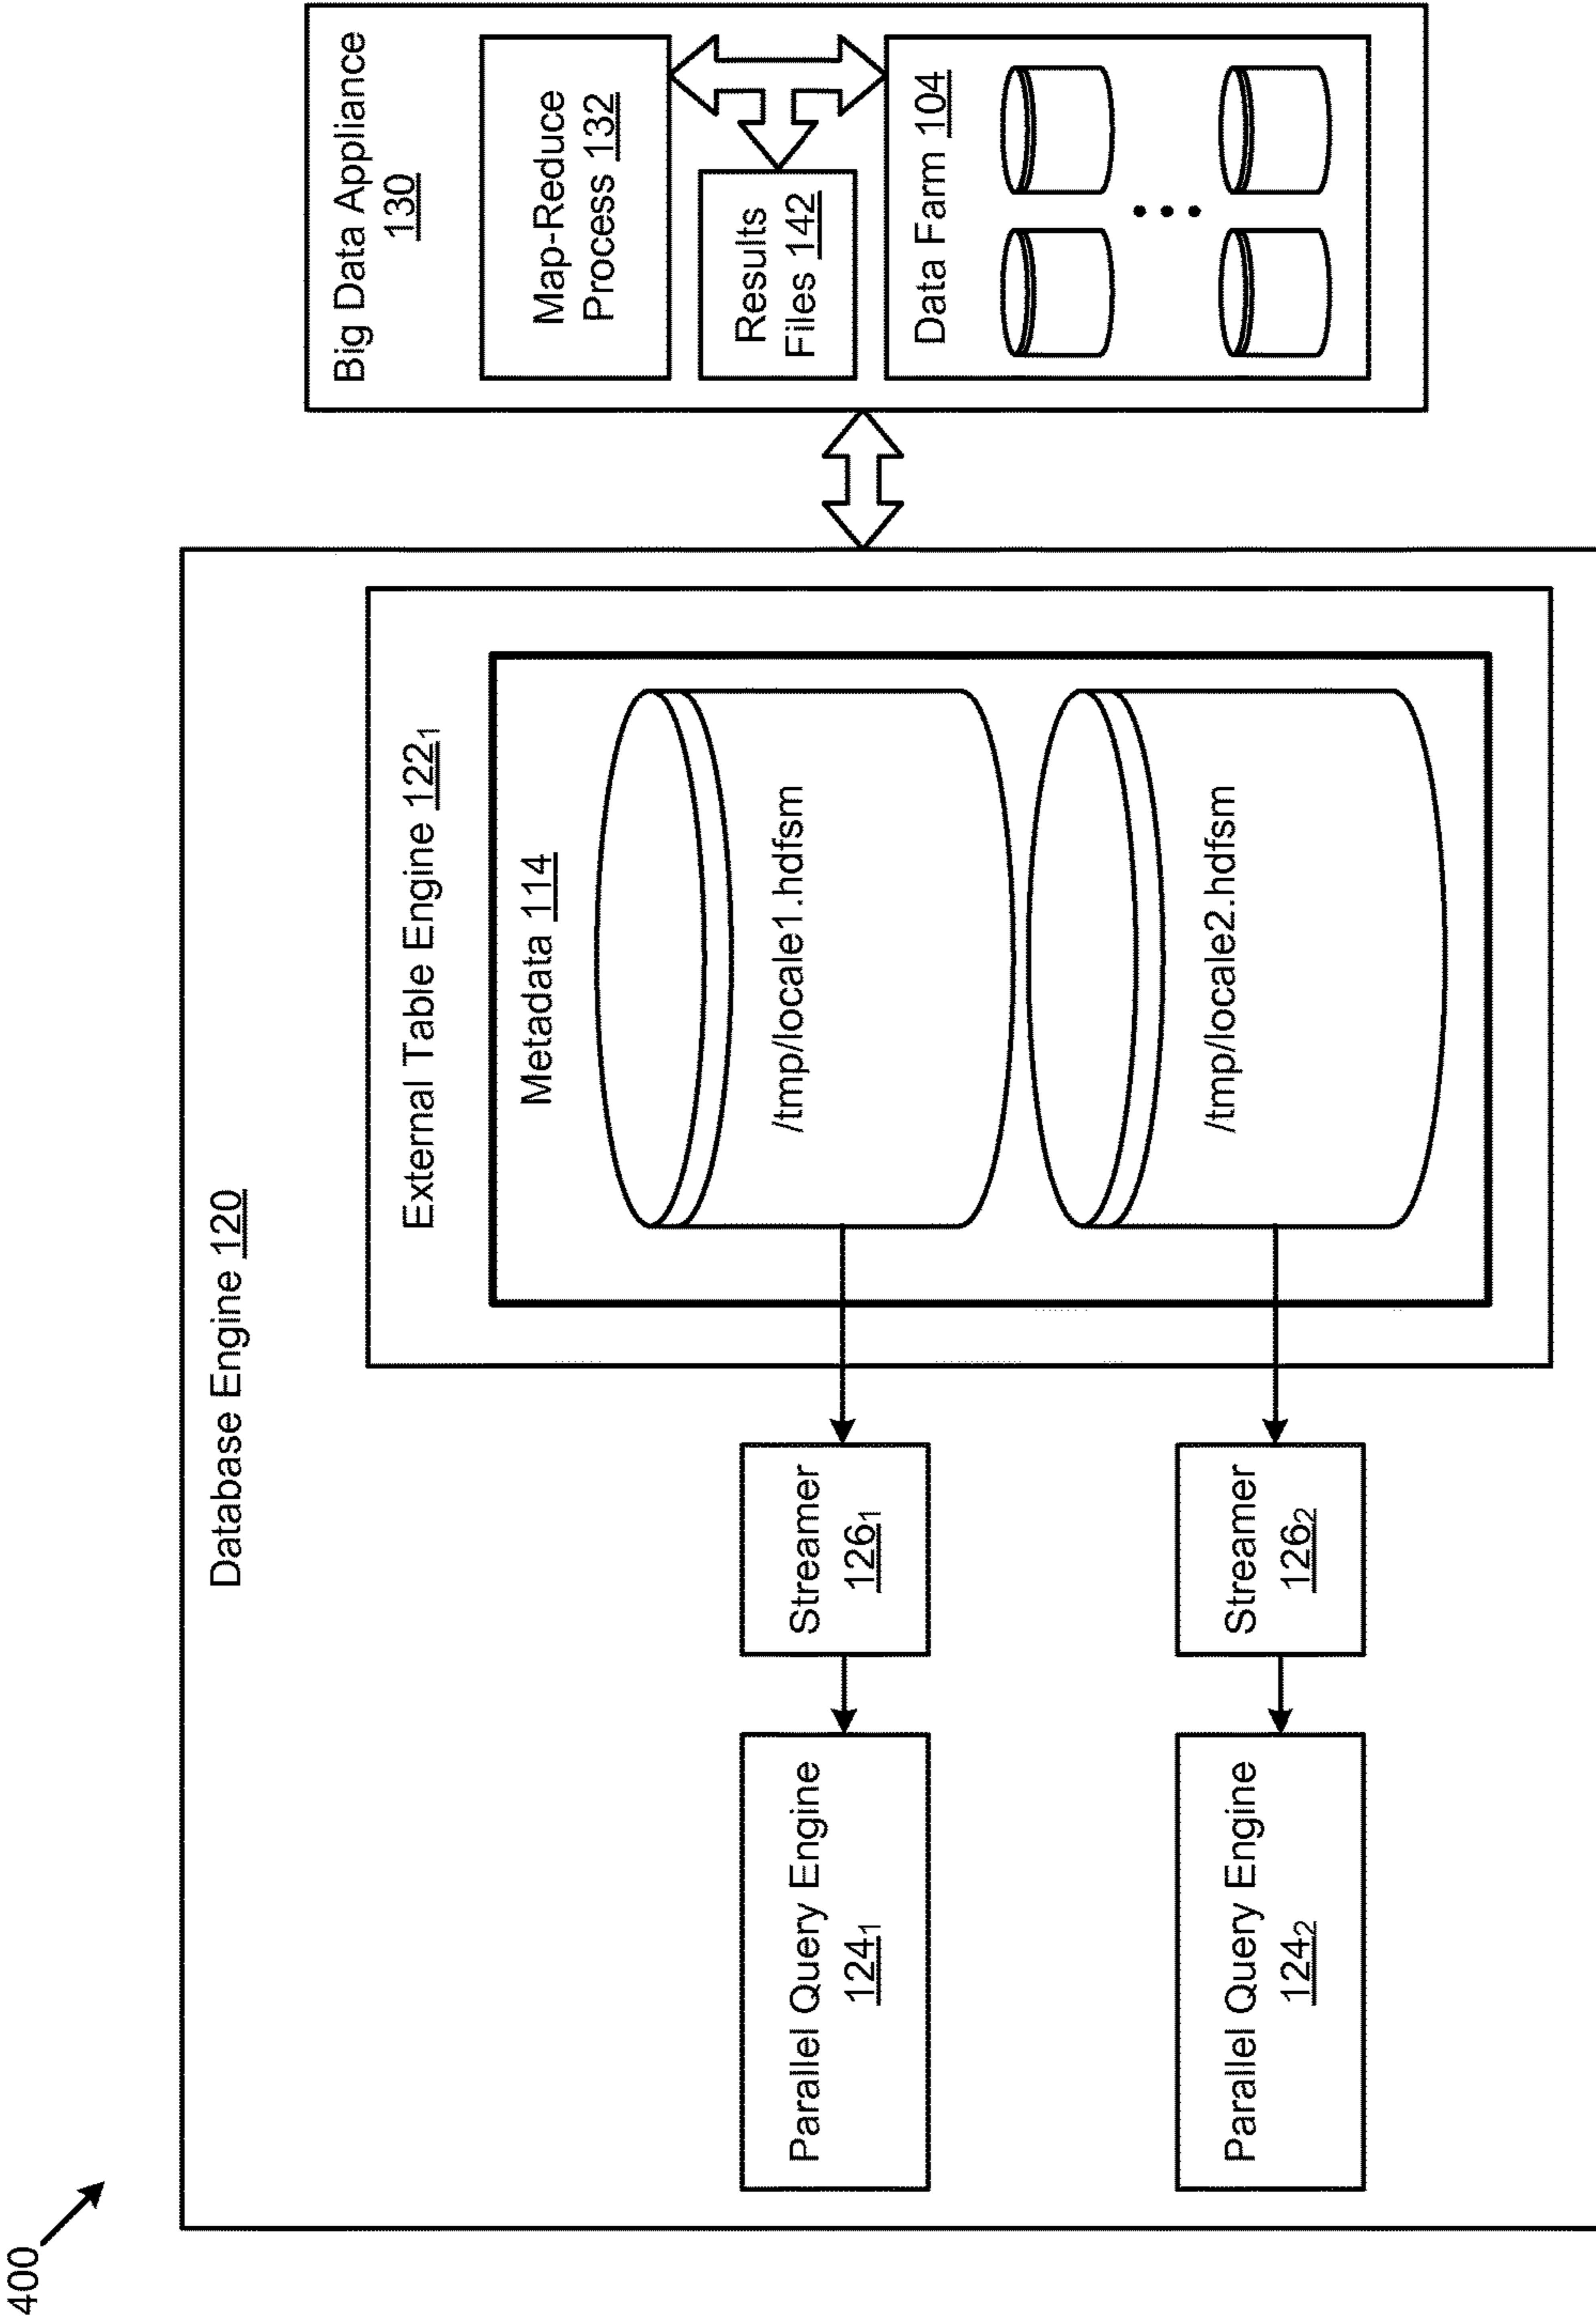 400
Database Engine 120
External Table Engine 122₁
Metadata 114
/tmp/locale1.hdfsm
/tmp/locale2.hdfsm
Streamer
126₁
Streamer
126₂
Parallel Query Engine
124₁
Parallel Query Engine
124₂
Big Data Appliance
130
Map-Reduce
Process 132
Results
Files 142
Data Farm 104